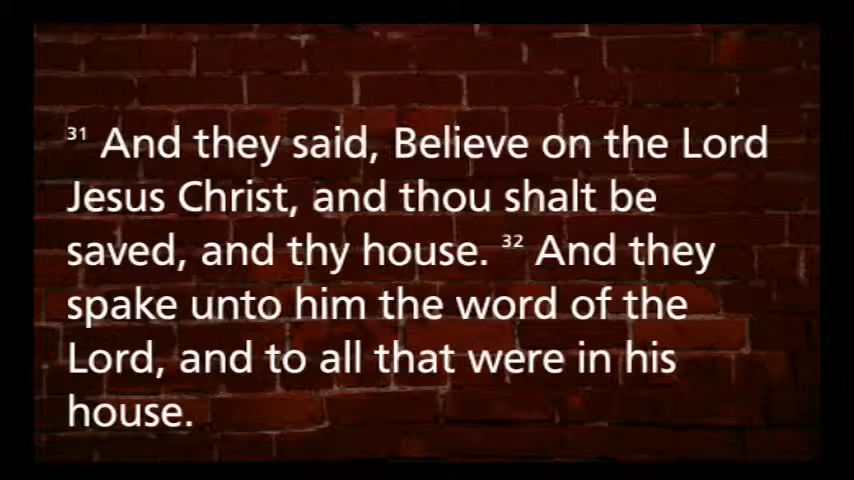 ³¹ And they said, Believe on the Lord
Jesus Christ, and thou shalt be
saved, and thy house. ³² And they
spake unto him the word of the
Lord, and to all that were in his
house.